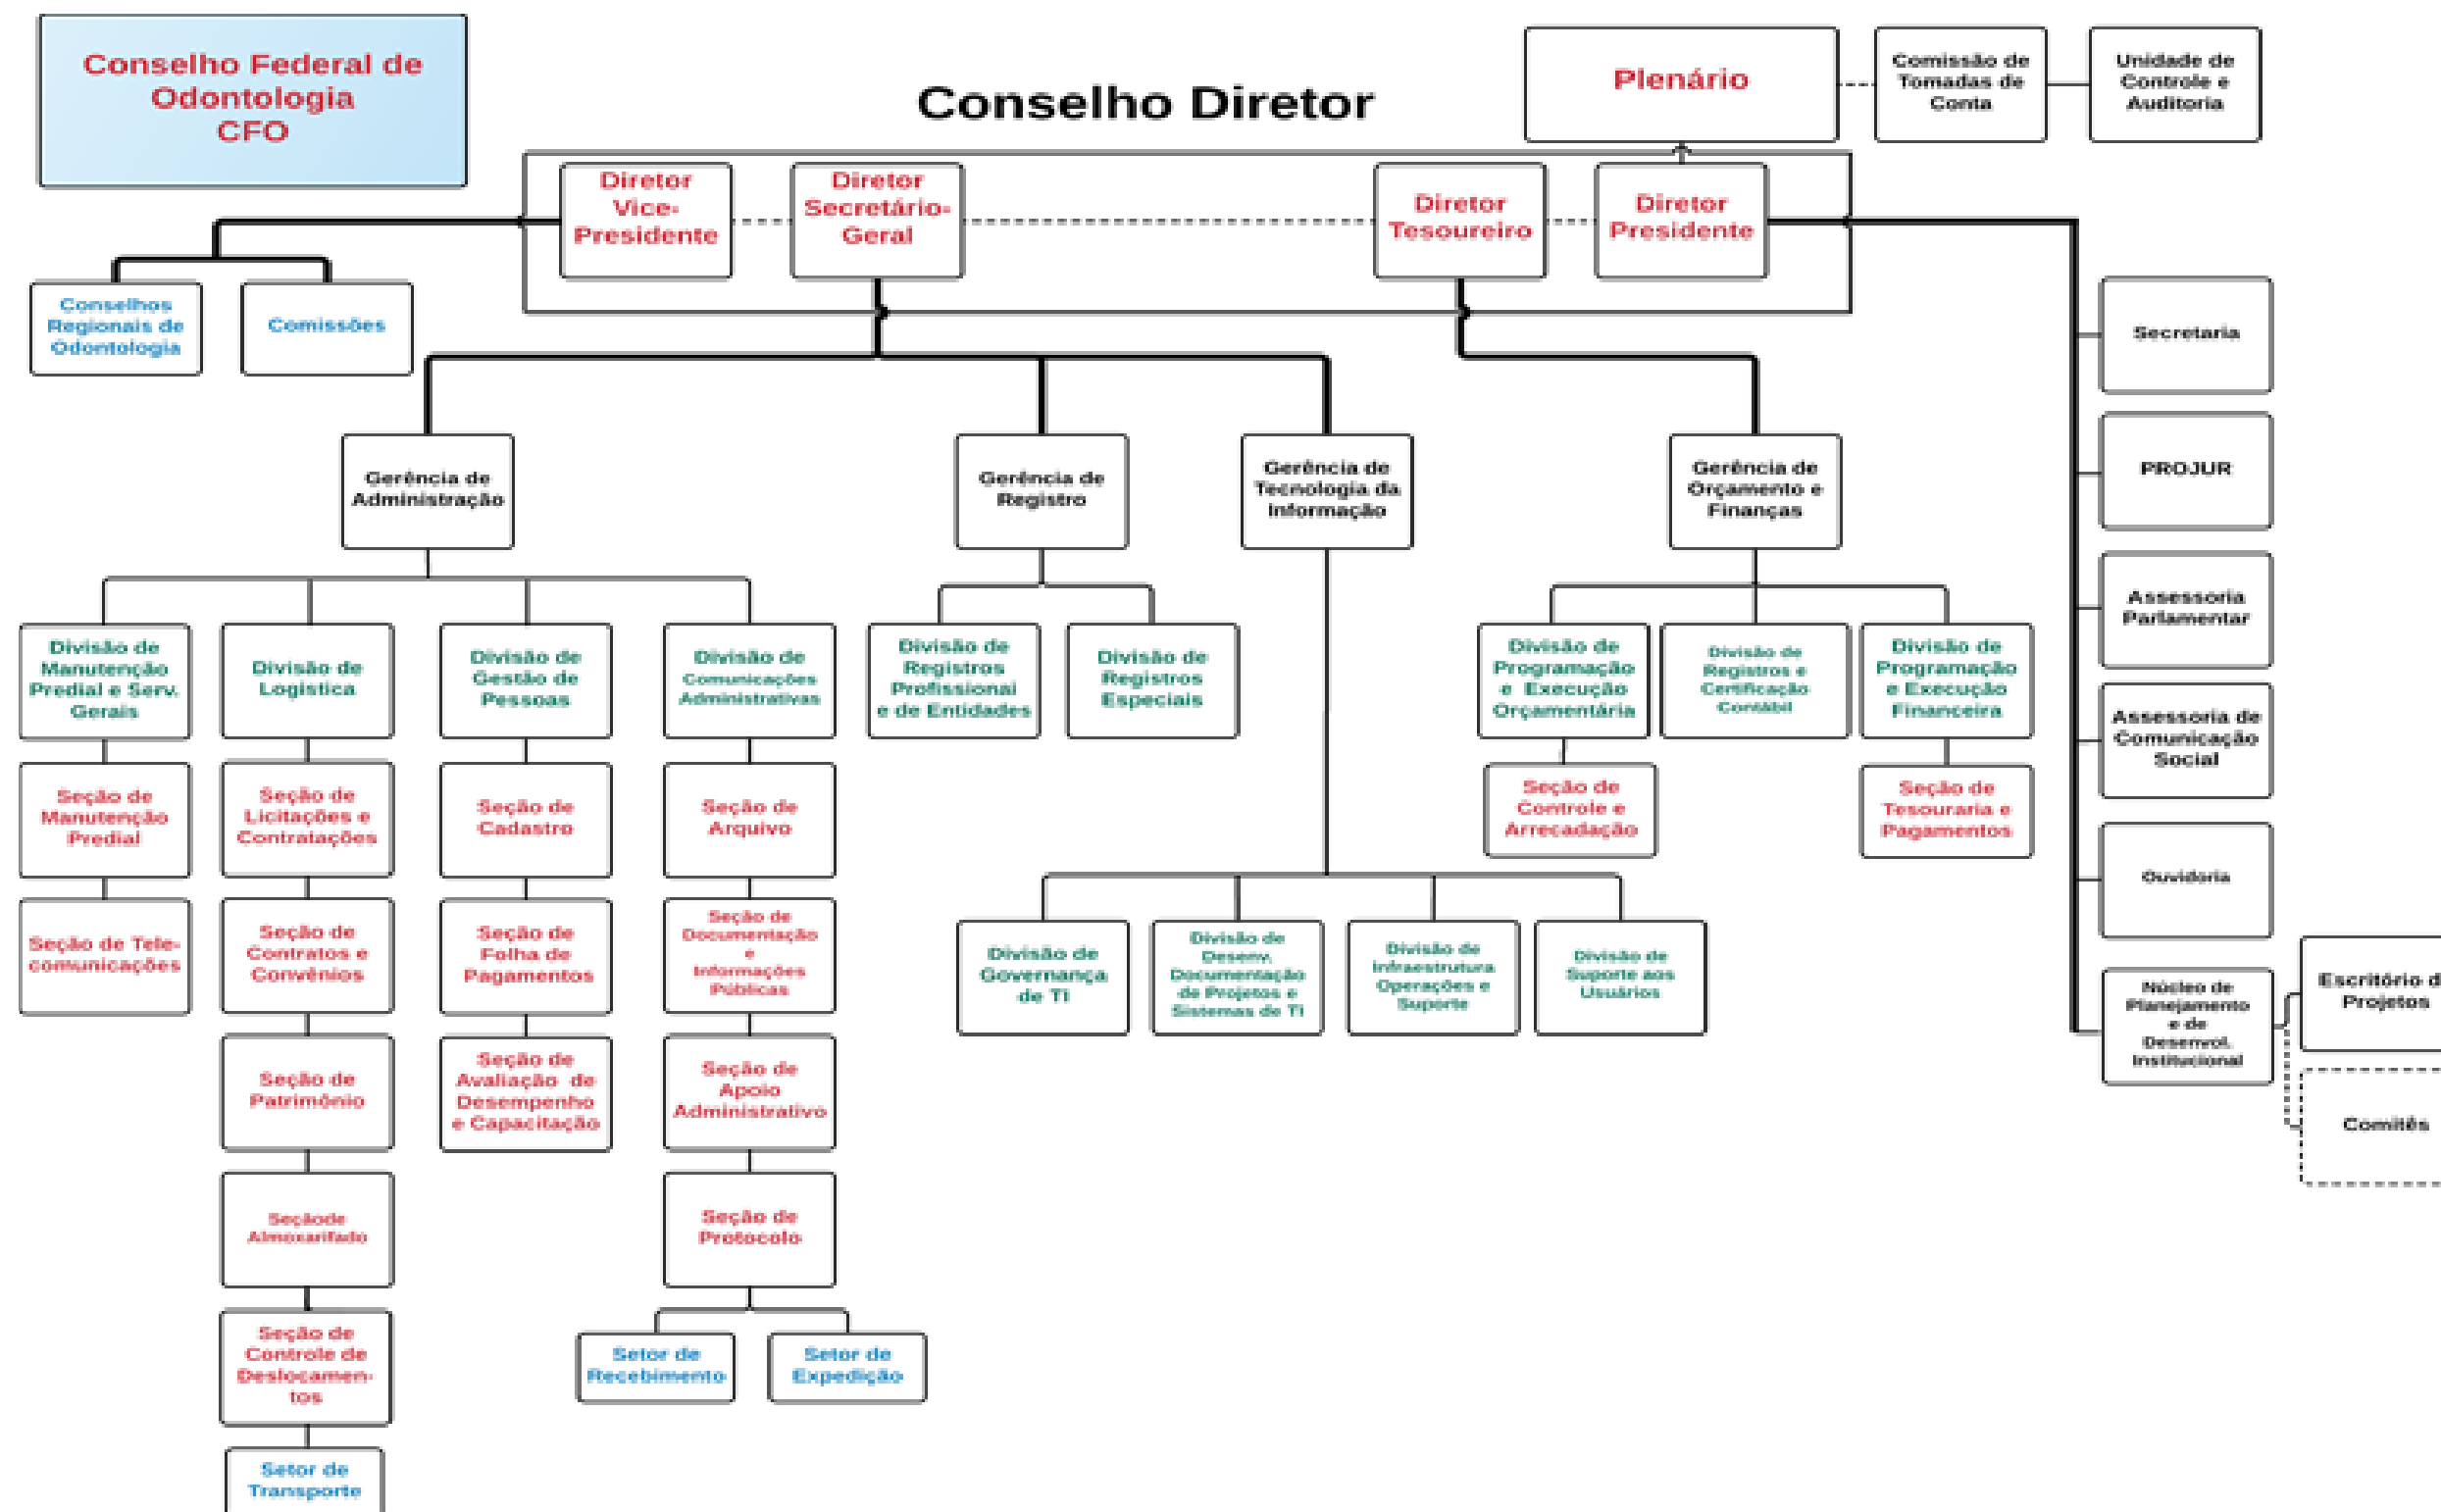 Conselho Federal de
Odontologia
CFO
Conselho Diretor
Plenário
Comissão de
Tomadas de
Conta
Unidade de
Controle e
Auditoria
Diretor
Vice-
Presidente
Diretor
Secretário-
Geral
Diretor
Tesoureiro
Diretor
Presidente
Conselhos
Regionais de
Odontologia
Comissões
Secretaria
PROJUR
Assessoria
Parlamentar
Assessoria de
Comunicação
Social
Ouvidoria
Núcleo de
Planejamento
e de
Desenvol.
Institucional
Escritório d
Projetos
Comitês
Gerência de
Administração
Gerência de
Registro
Gerência de
Tecnologia da
Informação
Gerência de
Orçamento e
Finanças
Divisão de
Manutenção
Predial e Serv.
Gerais
Divisão de
Logística
Divisão de
Gestão de
Pessoas
Divisão de
Comunicações
Administrativas
Divisão de
Registros
Profissional
e de Entidades
Divisão de
Registros
Especiais
Divisão de
Programação
e Execução
Orçamentária
Divisão de
Registros e
Certificação
Contábil
Divisão de
Programação
e Execução
Financeira
Seção de
Manutenção
Predial
Seção de
Licitações e
Contratações
Seção de
Cadastro
Seção de
Arquivo
Seção de
Controle e
Arrecadação
Seção de
Tesouraria e
Pagamentos
Seção de Tele-
comunicações
Seção de
Contratos e
Convênios
Seção de
Folha de
Pagamentos
Seção de
Documentação
e
Informações
Públicas
Divisão de
Governança
de TI
Divisão de
Desenv.
Documentação
de Projetos e
Sistemas de TI
Divisão de
Infraestrutura
Operações e
Suporte
Divisão de
Suporte aos
Usuários
Seção de
Patrimônio
Seção de
Avaliação de
Desempenho
e Capacitação
Seção de
Apoio
Administrativo
Seçãode
Almoxarifado
Seção de
Protocolo
Seção de
Controle de
Deslocamen-
tos
Setor de
Recebimento
Setor de
Expedição
Setor de
Transporte